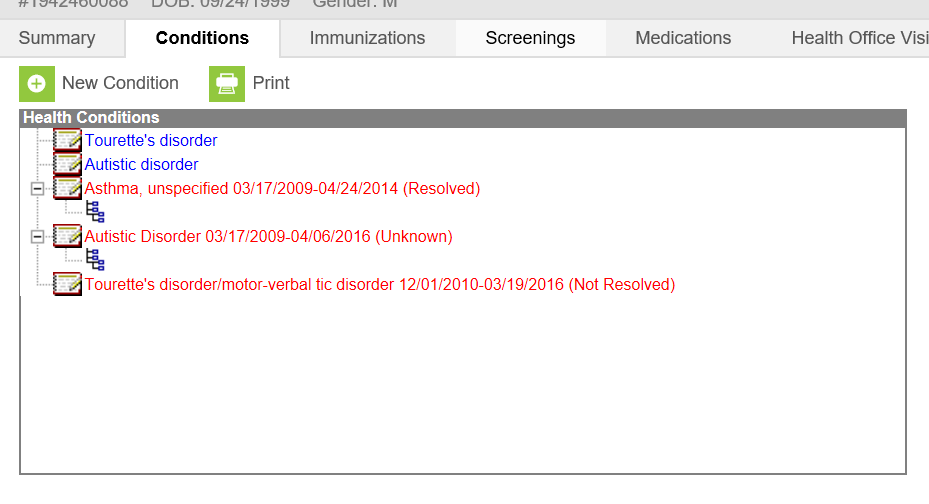 #1942460088 DOB: 09/24/1999 Gender: M
Summary Conditions Immunizations Screenings Medications Health Office Visi
New Condition Print
Health Conditions
Tourette's disorder
Autistic disorder
Asthma, unspecified 03/17/2009-04/24/2014 (Resolved)
Autistic Disorder 03/17/2009-04/06/2016 (Unknown)
Tourette's disorder/motor-verbal tic disorder 12/01/2010-03/19/2016 (Not Resolved)